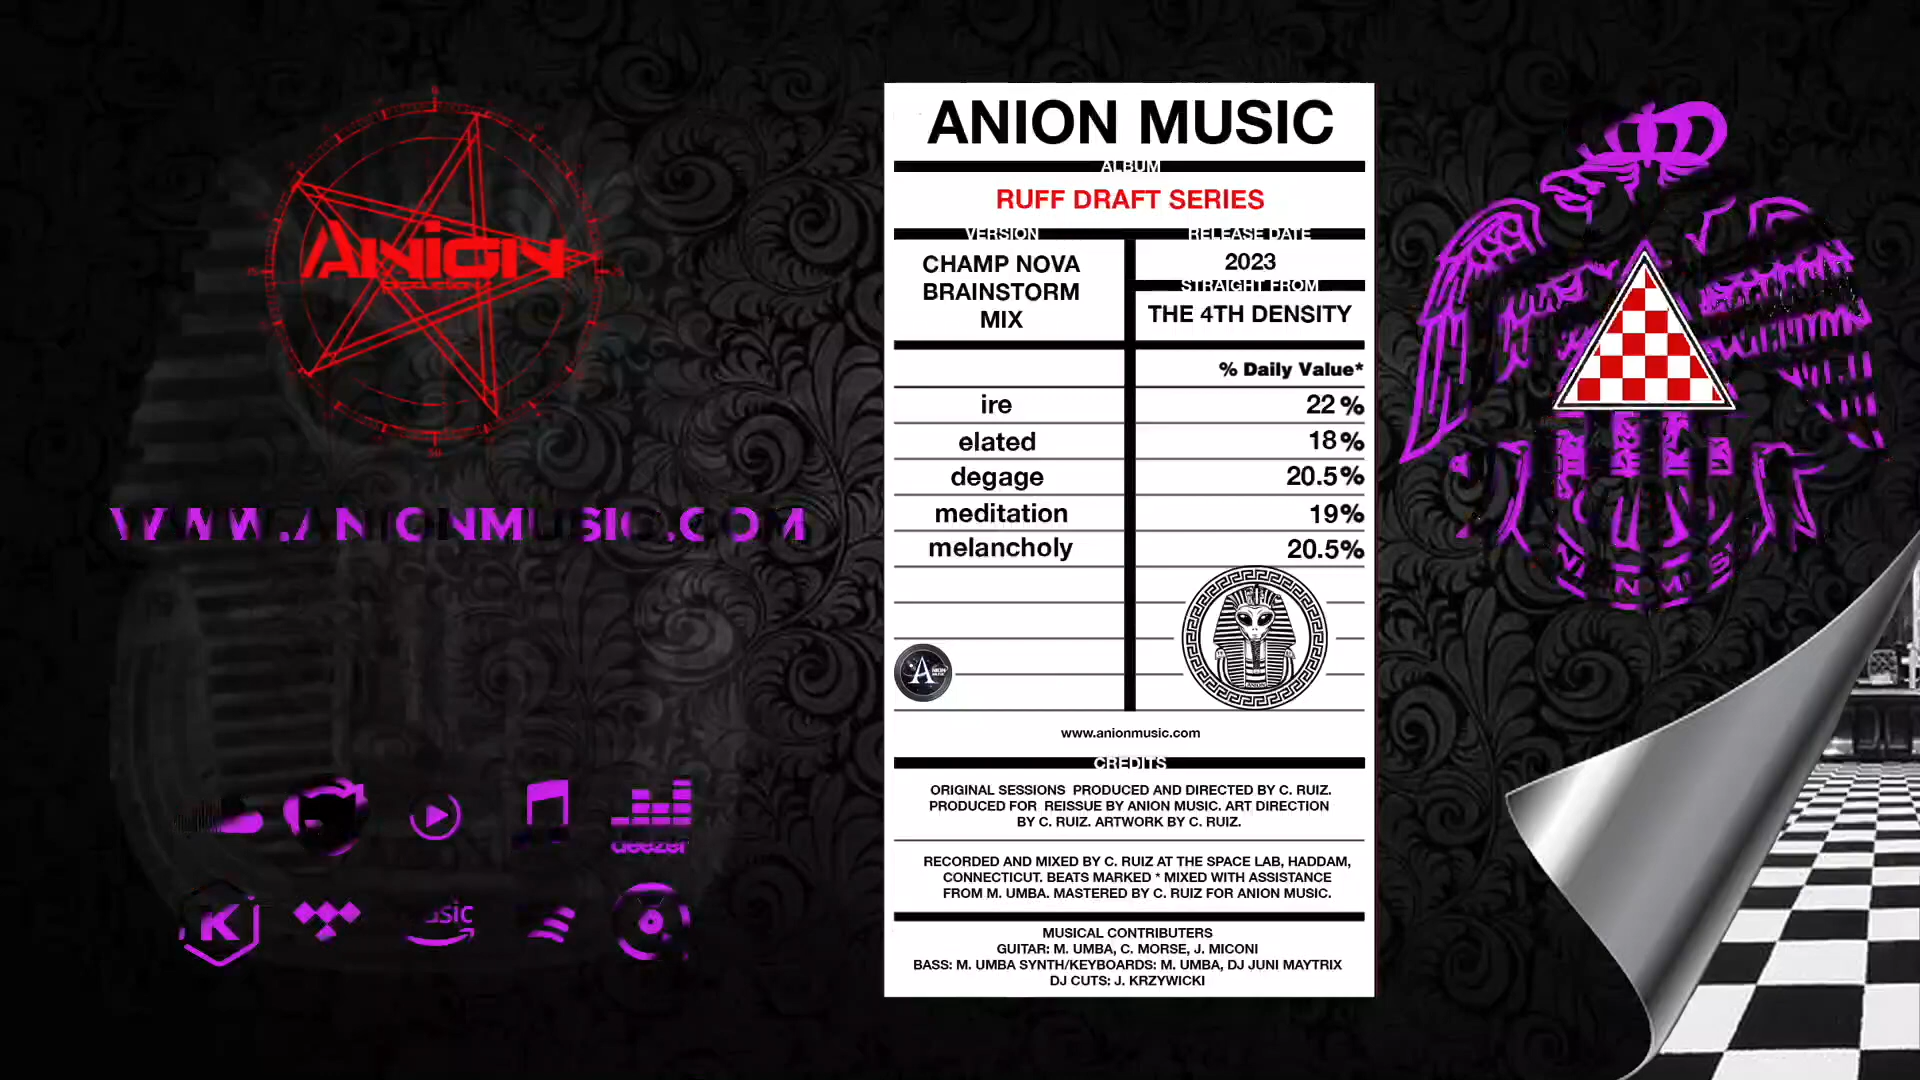 ANiON
WWW.ANIONMUSIC.COM
deezer
K
music
ANION MUSIC
ALBUM
RUFF DRAFT SERIES
VERSION
CHAMP NOVA
BRAINSTORM
MIX
RELEASE DATE
2023
STRAIGHT FROM
THE 4TH DENSITY
% Daily Value*
ire 22 %
elated 18%
degage 20.5%
meditation 19%
melancholy 20.5%
ANION
www.anionmusic.com
CREDITS
ORIGINAL SESSIONS PRODUCED AND DIRECTED BY C. RUIZ.
PRODUCED FOR REISSUE BY ANION MUSIC. ART DIRECTION
BY C. RUIZ. ARTWORK BY C. RUIZ.
RECORDED AND MIXED BY C. RUIZ AT THE SPACE LAB, HADDAM,
CONNECTICUT. BEATS MARKED * MIXED WITH ASSISTANCE
FROM M. UMBA. MASTERED BY C. RUIZ FOR ANION MUSIC.
MUSICAL CONTRIBUTERS
GUITAR: M. UMBA, C. MORSE, J. MICONI
BASS: M. UMBA SYNTH/KEYBOARDS: M. UMBA, DJ JUNI MAYTRIX
DJ CUTS: J. KRZYWICKI